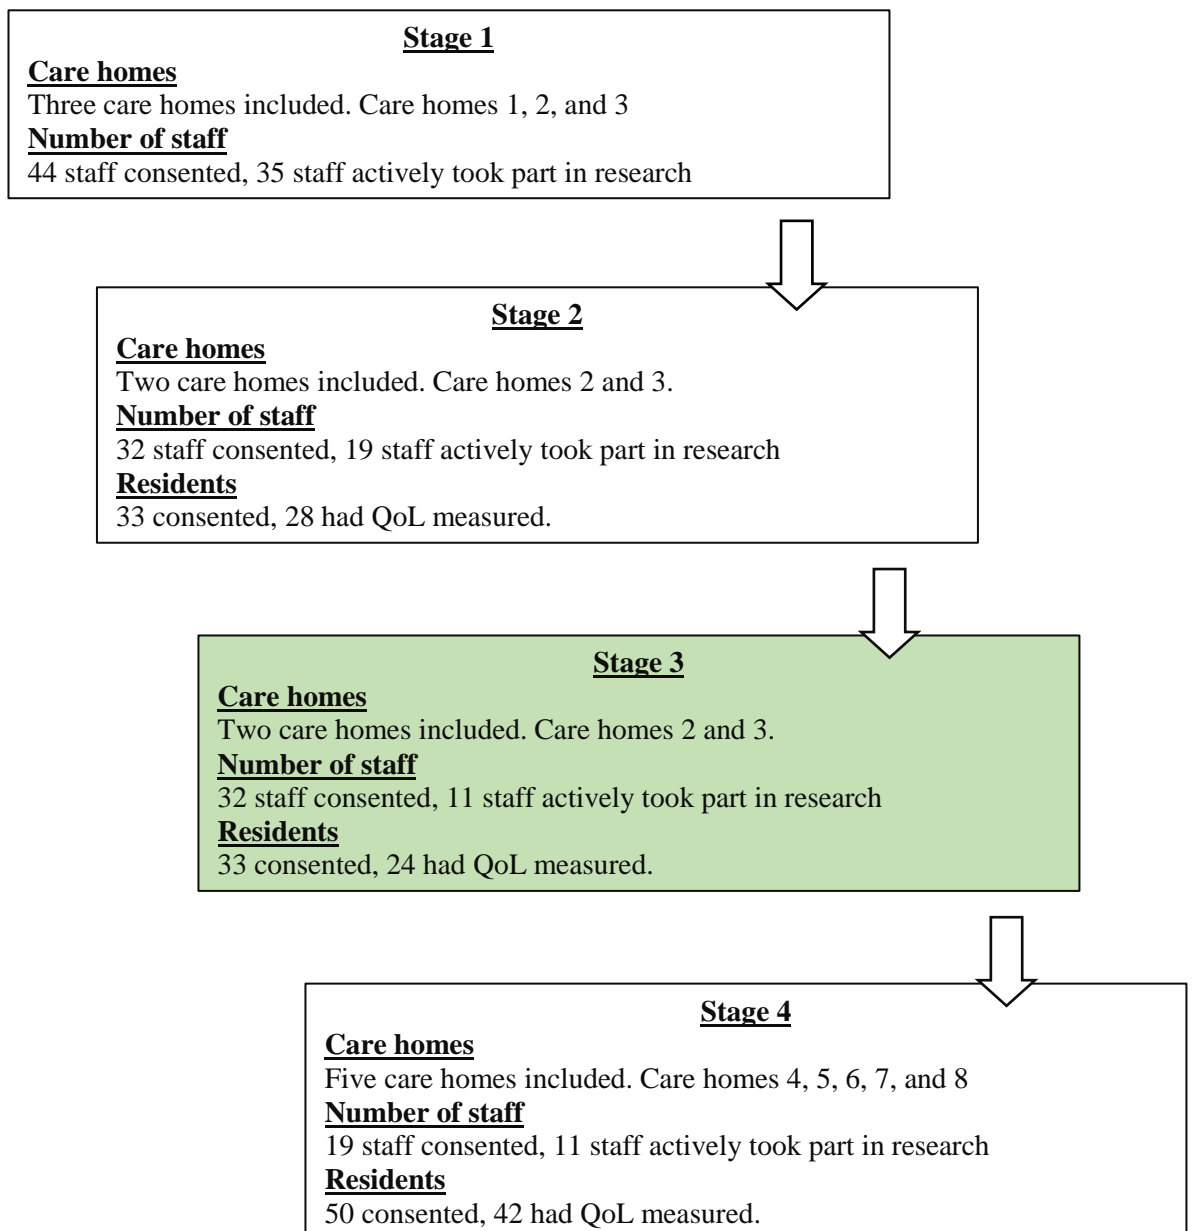 Stage 1
Care homes
Three care homes included. Care homes 1, 2, and 3
Number of staff
44 staff consented, 35 staff actively took part in research
Stage 2
Care homes
Two care homes included. Care homes 2 and 3.
Number of staff
32 staff consented, 19 staff actively took part in research
Residents
33 consented, 28 had QoL measured.
Stage 3
Care homes
Two care homes included. Care homes 2 and 3.
Number of staff
32 staff consented, 11 staff actively took part in research
Residents
33 consented, 24 had QoL measured.
Stage 4
Care homes
Five care homes included. Care homes 4, 5, 6, 7, and 8
Number of staff
19 staff consented, 11 staff actively took part in research
Residents
50 consented, 42 had QoL measured.